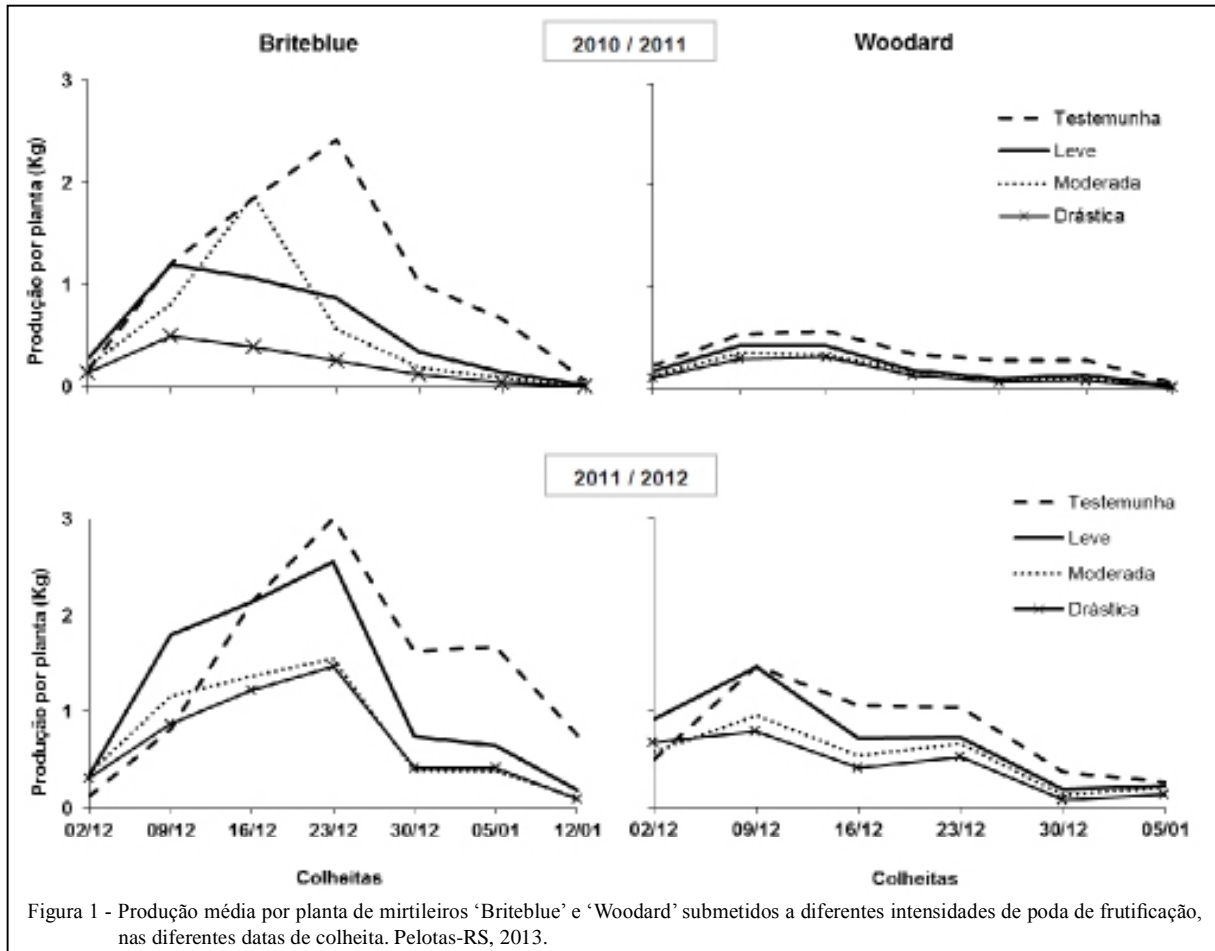 Briteblue
2010 / 2011
Woodard
3
2
1
0
Produção por planta (Kg)
Testemunha
Leve
Moderada
Drástica
2011 / 2012
3
2
1
0
Produção por planta (Kg)
Testemunha
Leve
Moderada
Drástica
02/12 09/12 16/12 23/12 30/12 05/01 12/01
02/12 09/12 16/12 23/12 30/12 05/01
Colheitas
Colheitas
Figura 1 - Produção média por planta de mirtileiros ‘Briteblue’ e ‘Woodard’ submetidos a diferentes intensidades de poda de frutificação,
nas diferentes datas de colheita. Pelotas-RS, 2013.